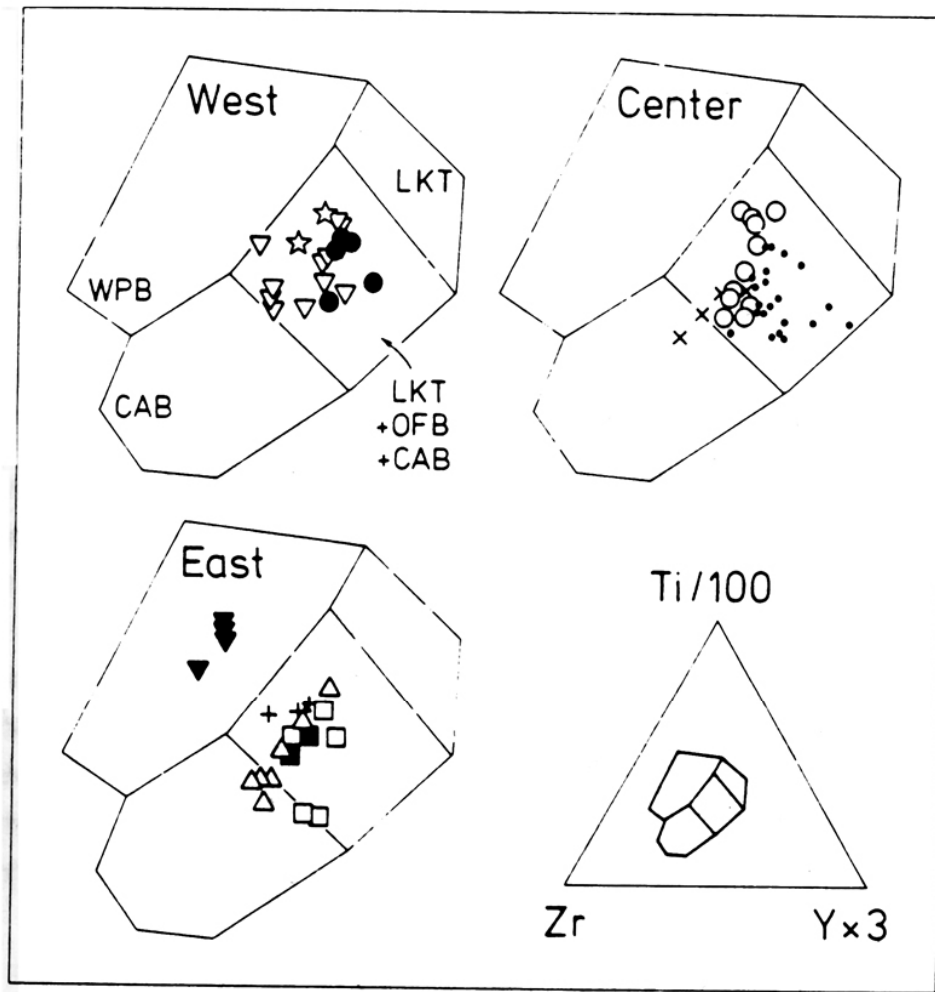 West
LKT
WPB
CAB
LKT
+OFB
+CAB
Center
East
Ti/100
Zr
Y×3